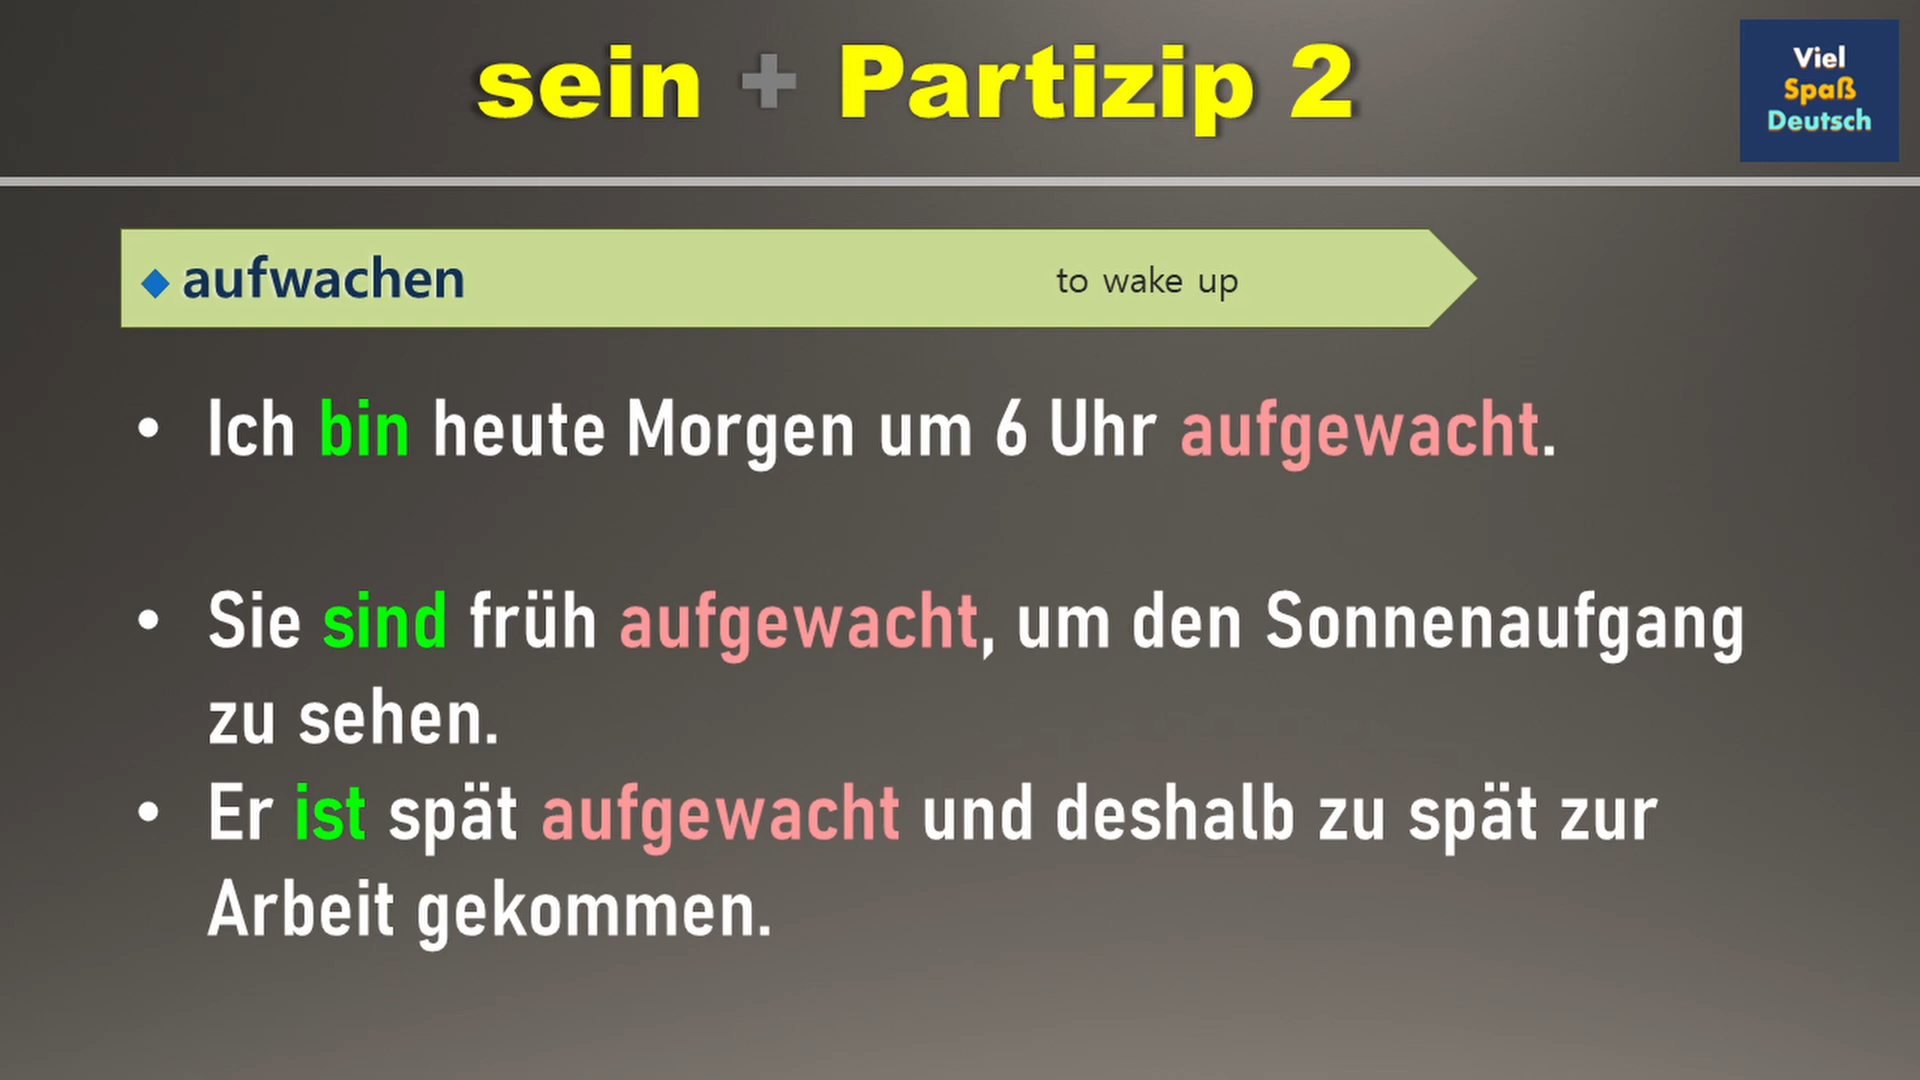 sein + Partizip 2
Viel
Spaß
Deutsch
aufwachen to wake up
• Ich bin heute Morgen um 6 Uhr aufgewacht.
• Sie sind früh aufgewacht, um den Sonnenaufgang
zu sehen.
• Er ist spät aufgewacht und deshalb zu spät zur
Arbeit gekommen.